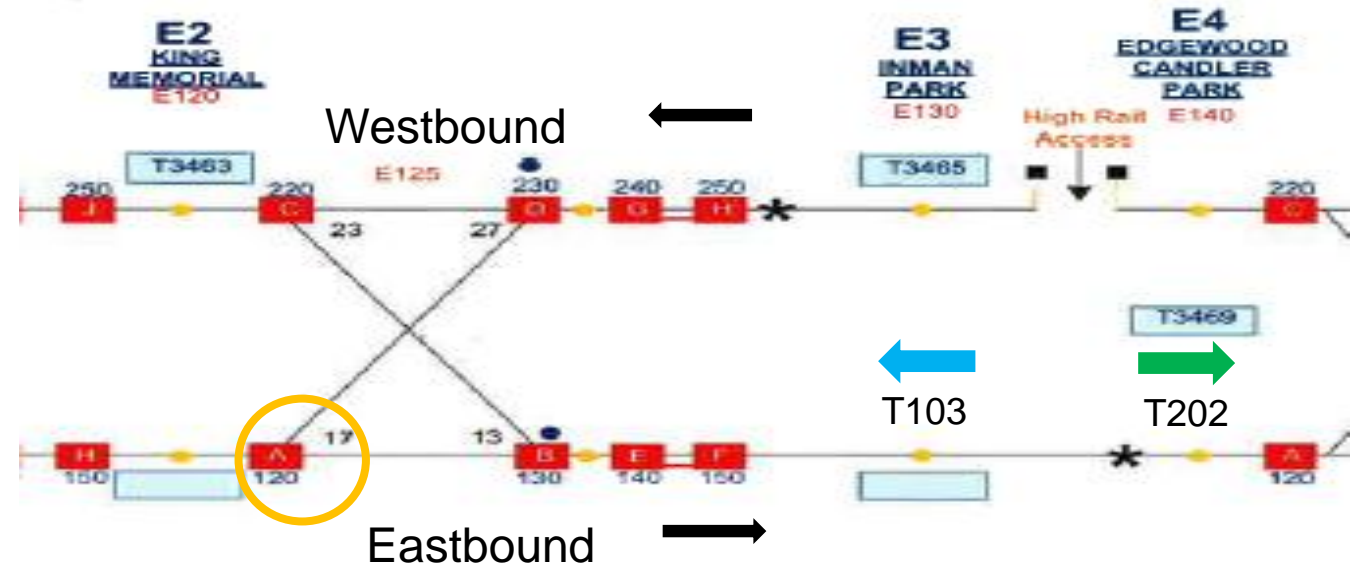 E2
KING
MEMORIAL
E120
E3
INMAN
PARK
E130
E4
EDGEWOOD
CANDLER
PARK
E140
High Rail
Access
Westbound
T3463
E125
T3465
250
220
230
240
250
220
J
C
D
G
H
*
C
23
27
T3469
T103
T202
17
13
H
A
B
E
F
*
A
150
120
130
140
150
120
Eastbound